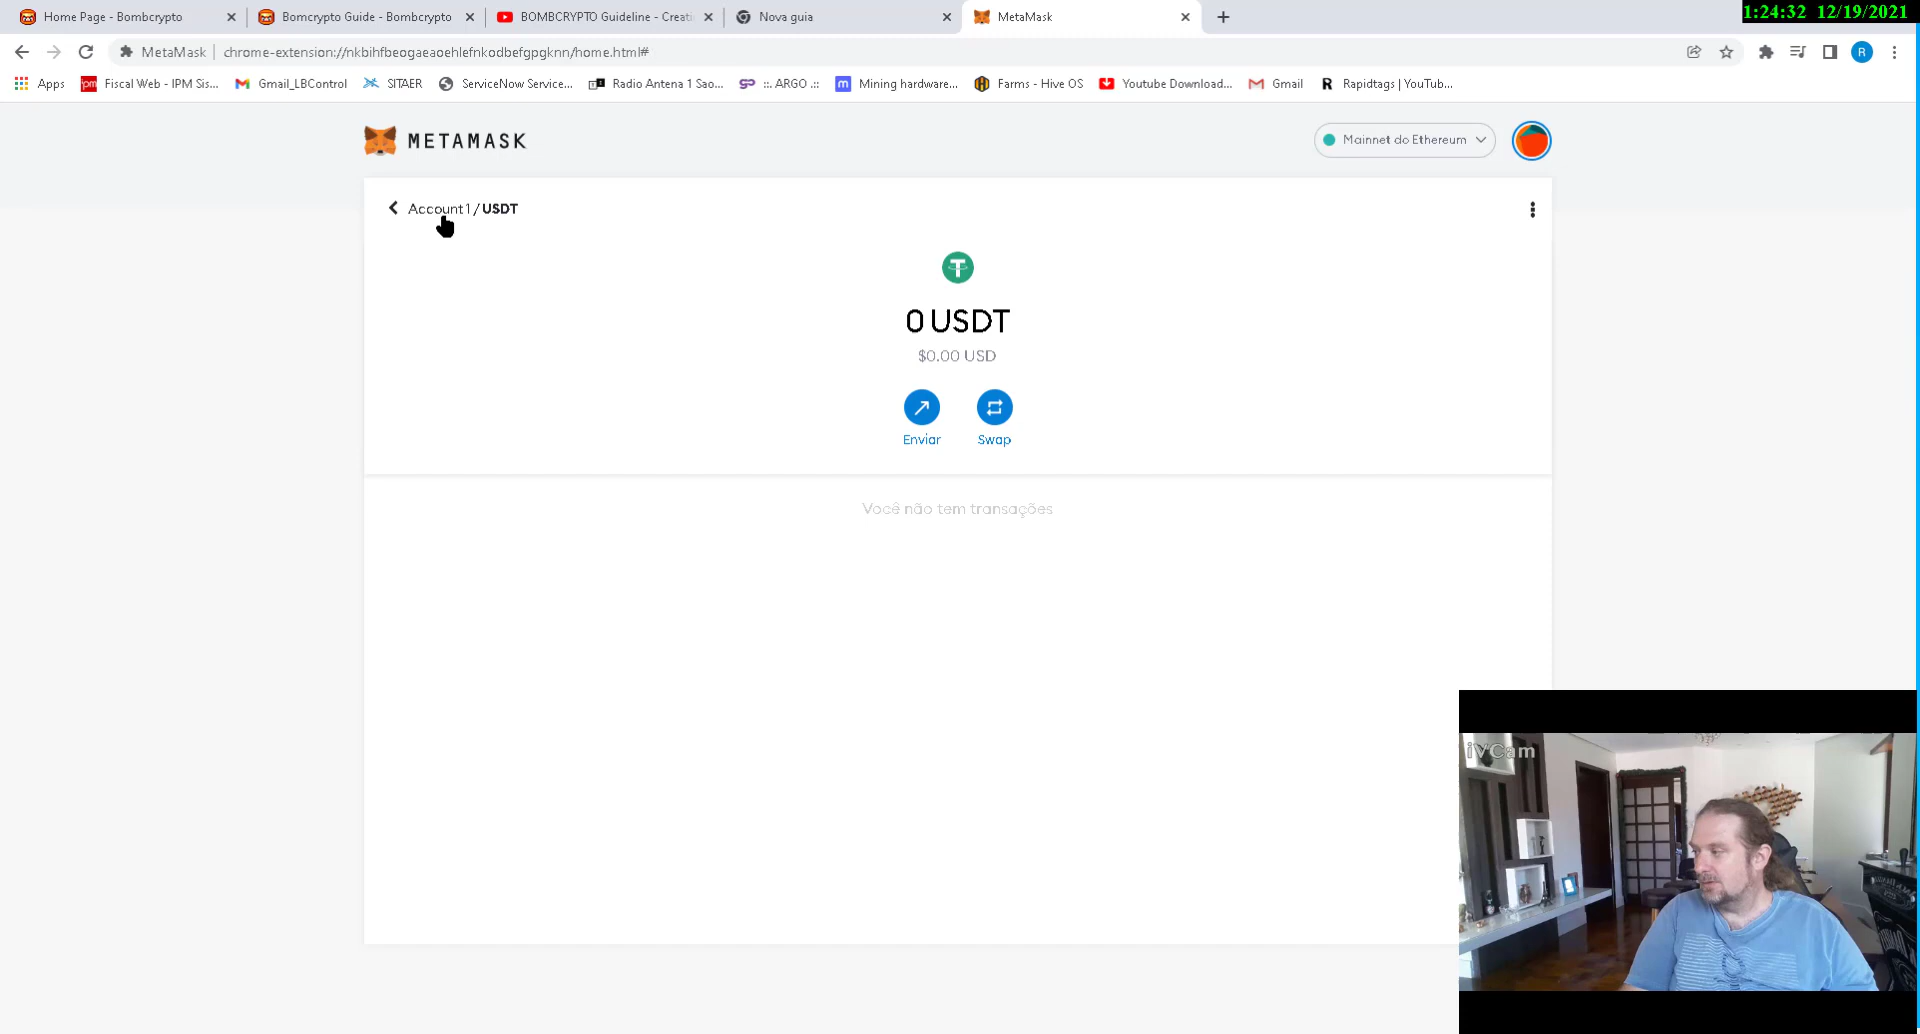 Home Page - Bombcrypto
Bomcrypto Guide - Bombcrypto
BOMBCRYPTO Guideline - Creati
Nova guia
MetaMask
1:24:32 12/19/2021
MetaMask
chrome-extension://nkbihfbeogaeaoehlefnkodbefgpgknn/home.html#
R
Apps
ipm
Fiscal Web - IPM Sis...
Gmail_LBControl
SITAER
ServiceNow Service...
Radio Antena 1 Sao...
::. ARGO .::
Mining hardware...
Farms - Hive OS
Youtube Download...
Gmail
Rapidtags | YouTub...
METAMASK
Mainnet do Ethereum
Account 1 / USDT
0 USDT
$0.00 USD
Enviar
Swap
Você não tem transações
iVCam